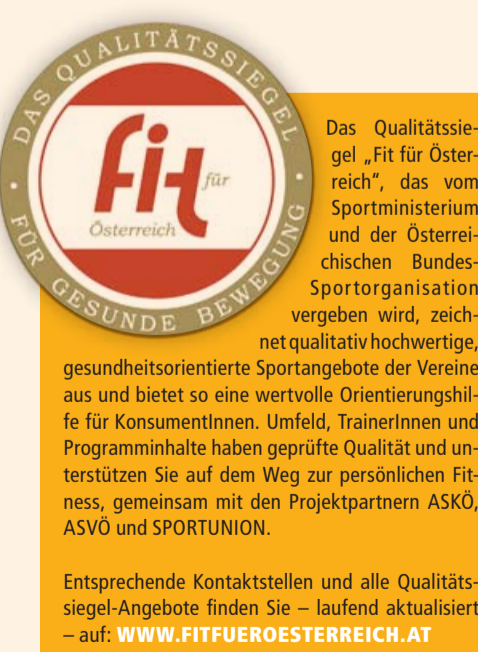 DAS QUALITÄTSSIEGEL
FÜR GESUNDE BEWEGUNG
fit für
Österreich
Das Qualitätssie-
gel „Fit für Öster-
reich", das vom
Sportministerium
und der Österrei-
chischen Bundes-
Sportorganisation
vergeben wird, zeich-
net qualitativ hochwertige,
gesundheitsorientierte Sportangebote der Vereine
aus und bietet so eine wertvolle Orientierungshil-
fe für KonsumentInnen. Umfeld, TrainerInnen und
Programminhalte haben geprüfte Qualität und un-
terstützen Sie auf dem Weg zur persönlichen Fit-
ness, gemeinsam mit den Projektpartnern ASKÖ,
ASVÖ und SPORTUNION.
Entsprechende Kontaktstellen und alle Qualitäts-
siegel-Angebote finden Sie – laufend aktualisiert
– auf: WWW.FITFUEROESTERREICH.AT